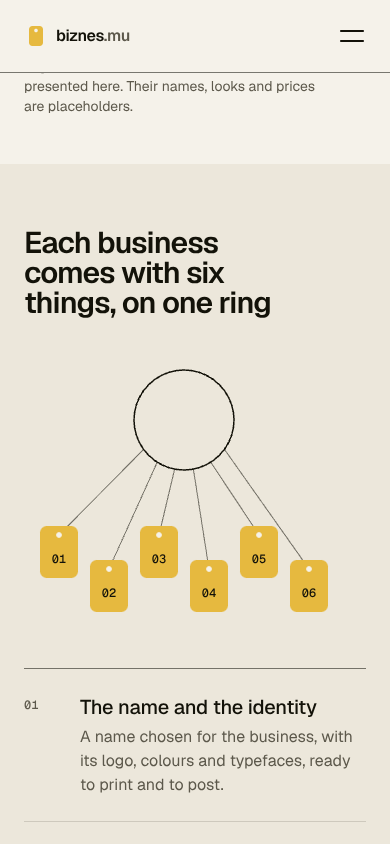 biznes.mu
presented here. Their names, looks and prices
are placeholders.
Each business
comes with six
things, on one ring
01
03
05
02
04
06
01
The name and the identity
A name chosen for the business, with
its logo, colours and typefaces, ready
to print and to post.